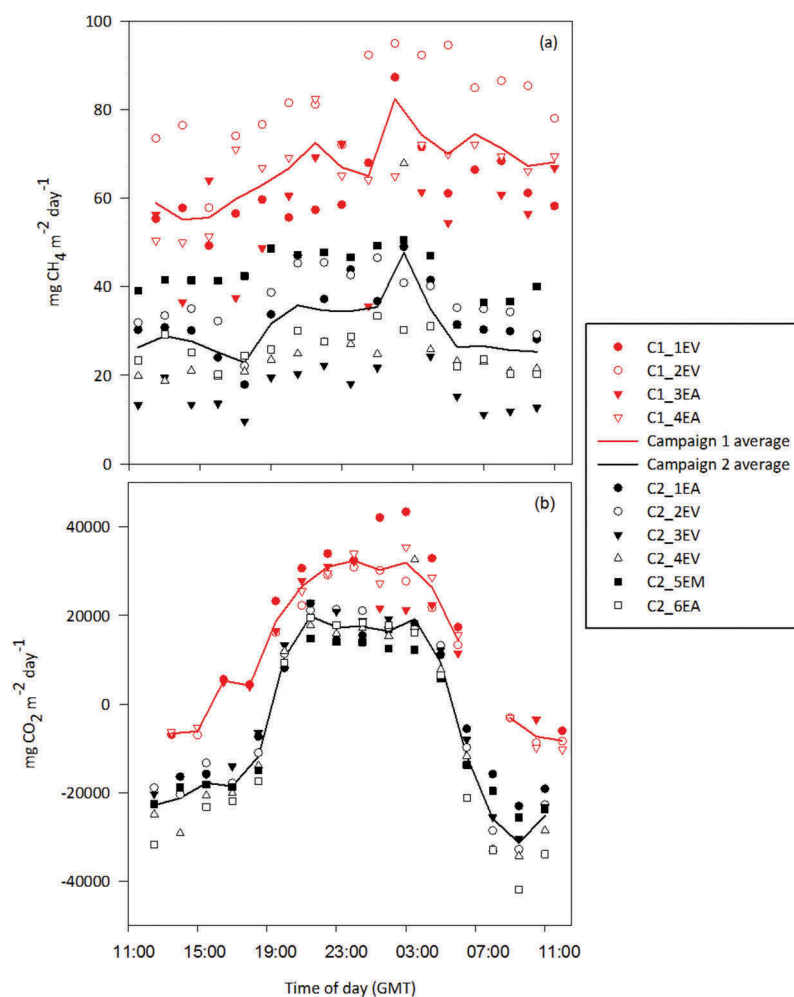 (a)
100
80
60
40
20
0
mg CH₄ m⁻² day⁻¹
(b)
40000
20000
0
-20000
-40000
mg CO₂ m⁻² day⁻¹
11:00 15:00 19:00 23:00 03:00 07:00 11:00
Time of day (GMT)
C1_1EV
C1_2EV
C1_3EA
C1_4EA
Campaign 1 average
Campaign 2 average
C2_1EA
C2_2EV
C2_3EV
C2_4EV
C2_5EM
C2_6EA